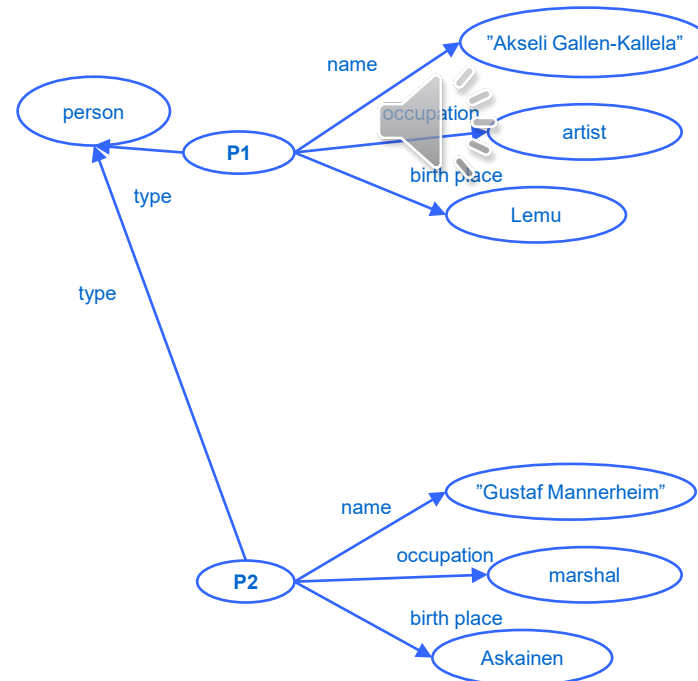 ”Akseli Gallen-Kallela”
name
person
occupation
artist
P1
birth place
type
Lemu
type
”Gustaf Mannerheim”
name
occupation
marshal
P2
birth place
Askainen